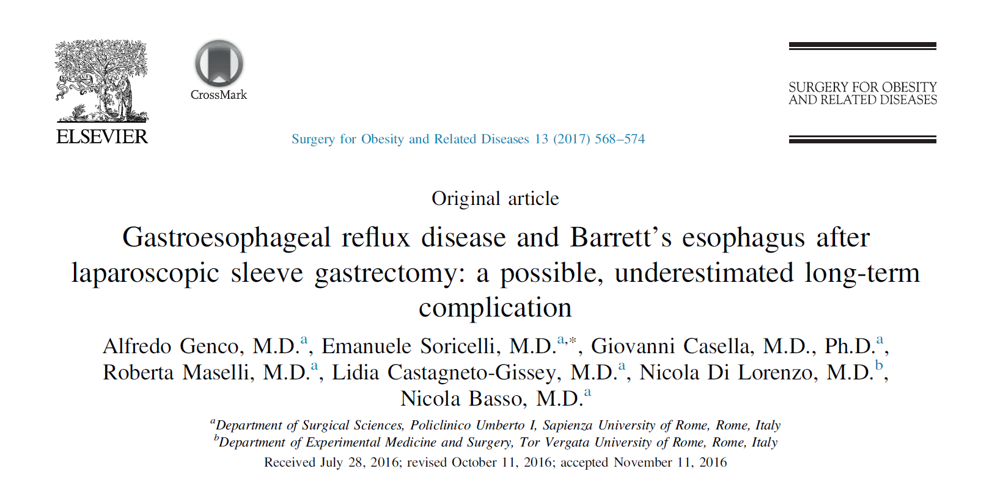 NON SOLUS
ELSEVIER
CrossMark
SURGERY FOR OBESITY
AND RELATED DISEASES
Surgery for Obesity and Related Diseases 13 (2017) 568–574
Original article
Gastroesophageal reflux disease and Barrett’s esophagus after
laparoscopic sleeve gastrectomy: a possible, underestimated long-term
complication
Alfredo Genco, M.D.a, Emanuele Soricelli, M.D.a,*, Giovanni Casella, M.D., Ph.D.a,
Roberta Maselli, M.D.a, Lidia Castagneto-Gissey, M.D.a, Nicola Di Lorenzo, M.D.b,
Nicola Basso, M.D.a
aDepartment of Surgical Sciences, Policlinico Umberto I, Sapienza University of Rome, Rome, Italy
bDepartment of Experimental Medicine and Surgery, Tor Vergata University of Rome, Rome, Italy
Received July 28, 2016; revised October 11, 2016; accepted November 11, 2016